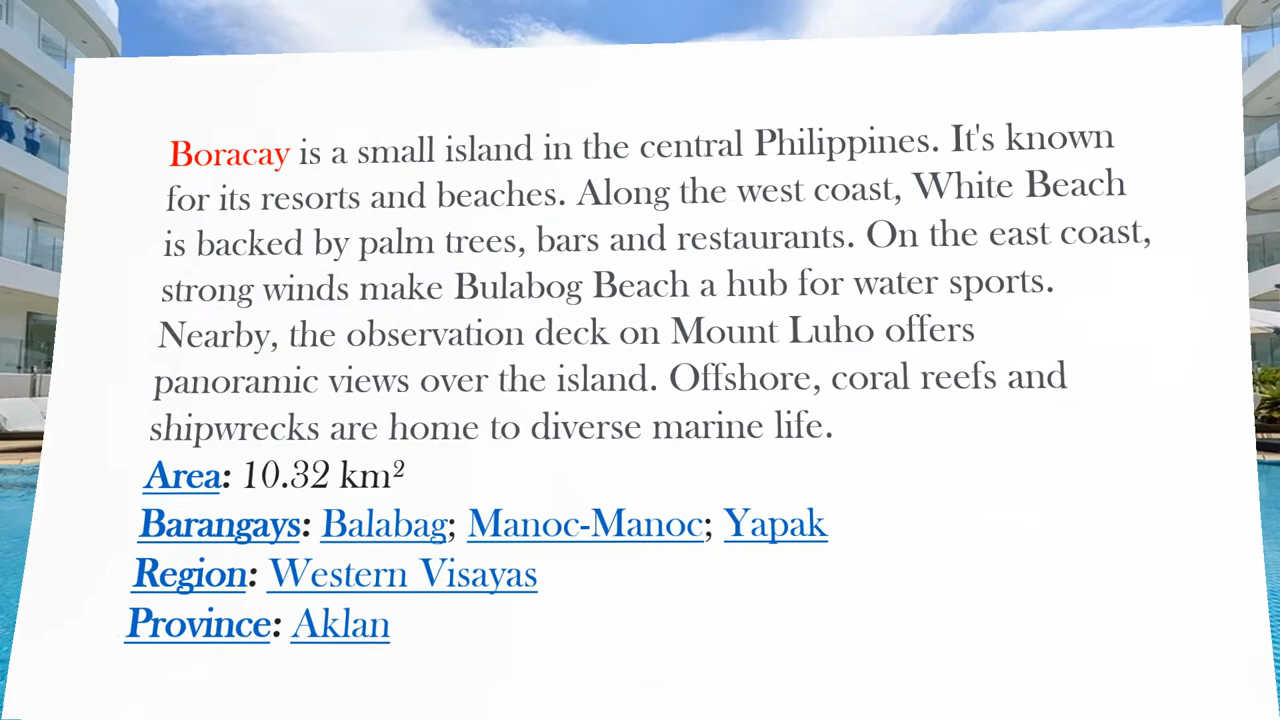 Boracay is a small island in the central Philippines. It's known
for its resorts and beaches. Along the west coast, White Beach
is backed by palm trees, bars and restaurants. On the east coast,
strong winds make Bulabog Beach a hub for water sports.
Nearby, the observation deck on Mount Luho offers
panoramic views over the island. Offshore, coral reefs and
shipwrecks are home to diverse marine life.
Area: 10.32 km²
Barangays: Balabag; Manoc-Manoc; Yapak
Region: Western Visayas
Province: Aklan